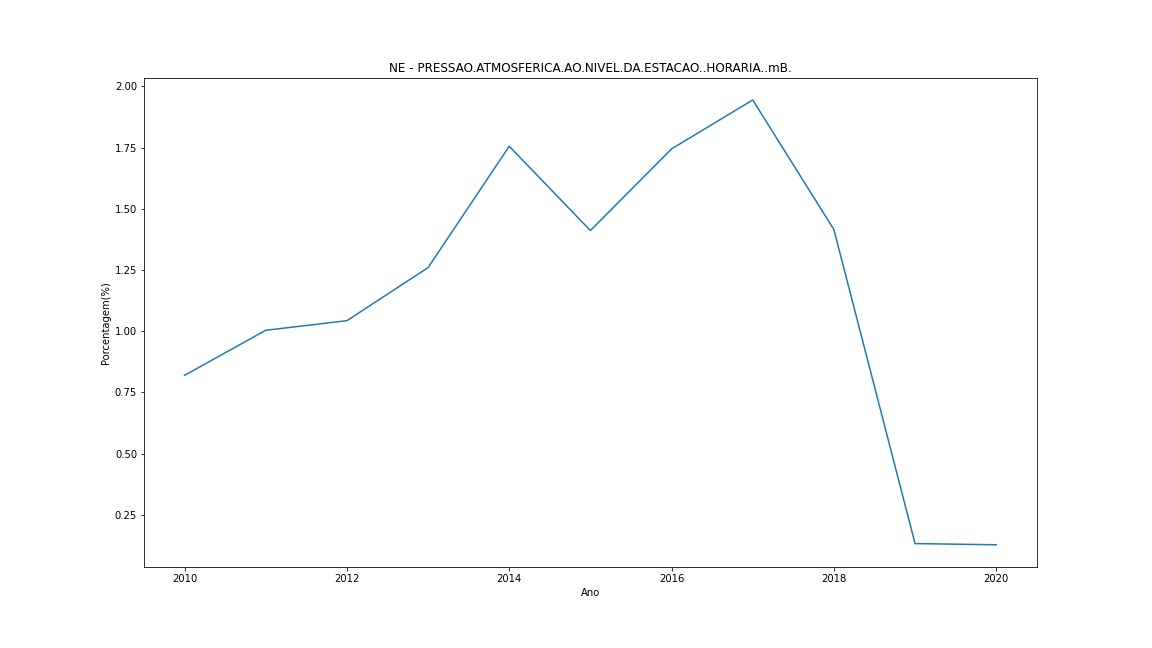 NE - PRESSAO.ATMOSFERICA.AO.NIVEL.DA.ESTACAO..HORARIA..mB.
2.00
1.75
1.50
1.25
1.00
0.75
0.50
0.25
Porcentagem(%)
2010 2012 2014 2016 2018 2020
Ano